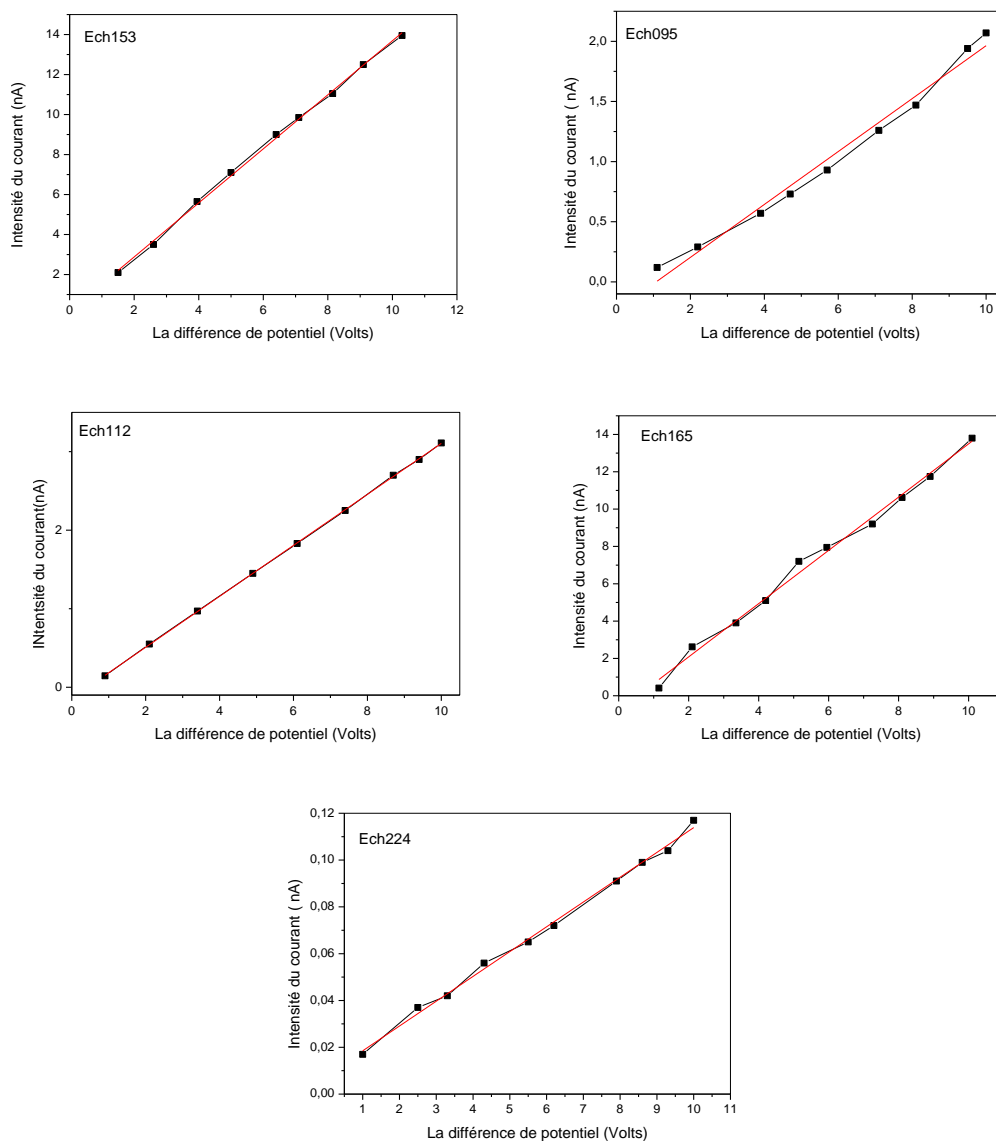 Ech153
14
12
10
8
6
4
2
0 2 4 6 8 10 12
Intensité du courant (nA)
La différence de potentiel (Volts)
Ech095
2,0
1,5
1,0
0,5
0,0
0 2 4 6 8 10
Intensité du courant ( nA)
La difference de potentiel (volts)
Ech112
2
0
0 2 4 6 8 10
INtentsité du courant(nA)
La différence de potentiel (Volts)
Ech165
14
12
10
8
6
4
2
0
0 2 4 6 8 10
Intensité du courant (nA)
La difference de potentiel (Volts)
Ech224
0,12
0,10
0,08
0,06
0,04
0,02
0,00
1 2 3 4 5 6 7 8 9 10 11
Intensité du courant ( nA)
La différence de potentiel (Volts)